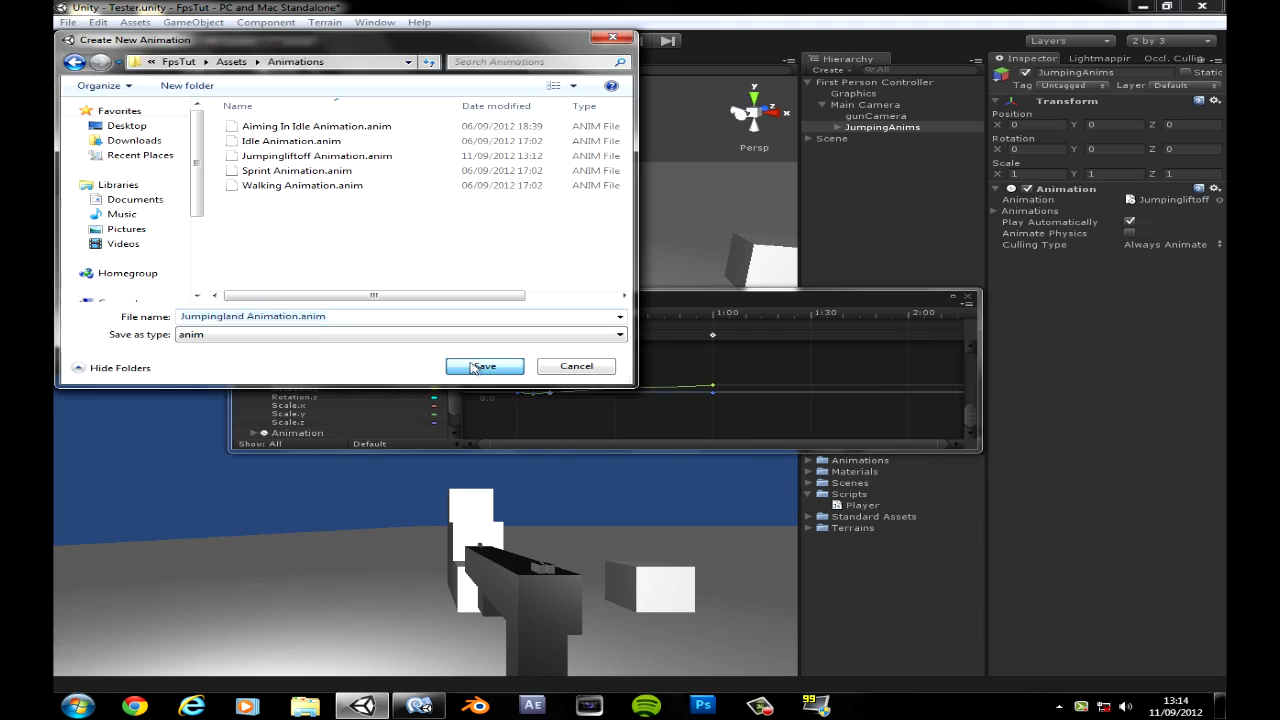 Unity - Tester.unity - FpsTut - PC and Mac Standalone*
File Edit Assets GameObject Component Terrain Window Help
Create New Animation
Layers
2 by 3
« FpsTut Assets Animations
Search Animations
Organize
New folder
Favorites
Desktop
Downloads
Recent Places
Libraries
Documents
Music
Pictures
Videos
Homegroup
Name Date modified Type
Aiming In Idle Animation.anim 06/09/2012 18:39 ANIM File
Idle Animation.anim 06/09/2012 17:02 ANIM File
Jumpingliftoff Animation.anim 11/09/2012 13:12 ANIM File
Sprint Animation.anim 06/09/2012 17:02 ANIM File
Walking Animation.anim 06/09/2012 17:02 ANIM File
File name: Jumpingland Animation.anim
Save as type: anim
Hide Folders
Save
Cancel
y
x
z
Persp
Hierarchy
Create All
First Person Controller
Graphics
Main Camera
gunCamera
JumpingAnims
Scene
Inspector Lightmapper Occl. Culling
JumpingAnims Static
Tag Untagged Layer Default
Transform
Position
X 0 Y 0 Z 0
Rotation
X 0 Y 0 Z 0
Scale
X 1 Y 1 Z 1
Animation
Animation Jumpingliftoff
Animations
Play Automatically
Animate Physics
Culling Type Always Animate
1:00 1:30 2:00
0.0
Rotation.z
Scale.x
Scale.y
Scale.z
Animation
Show: All Default
Animations
Materials
Scenes
Scripts
Player
Standard Assets
Terrains
Ae
Ps
99
13:14
11/09/2012